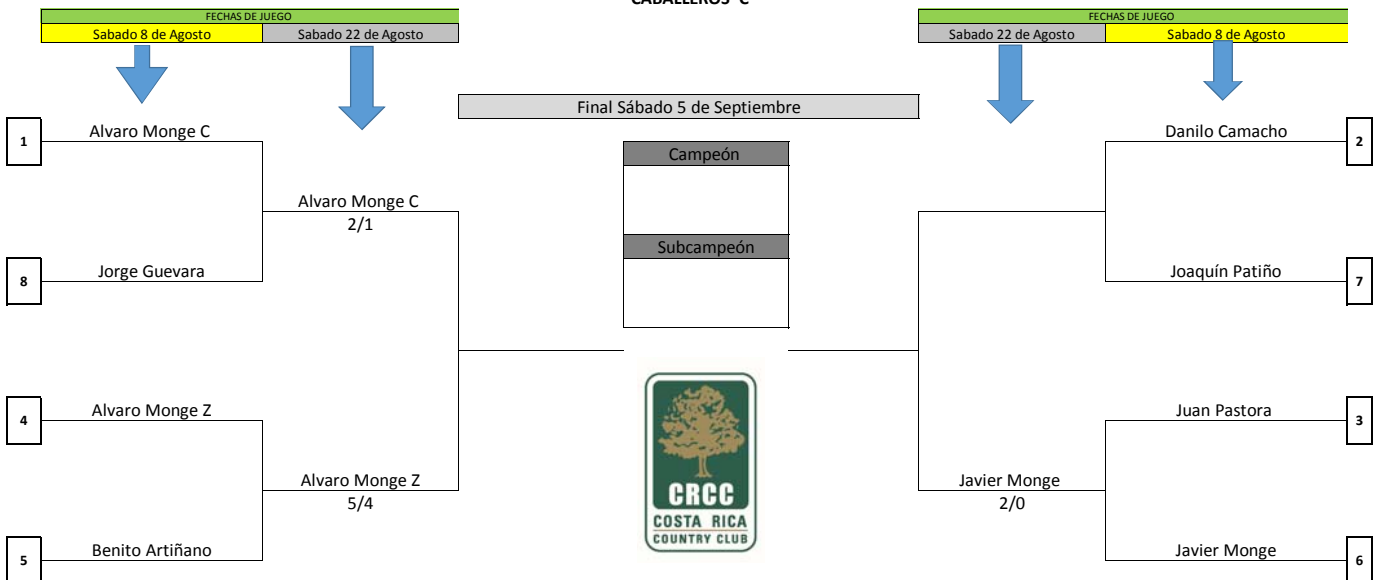 CABALLEROS C
FECHAS DE JUEGO
FECHAS DE JUEGO
Sabado 8 de Agosto
Sabado 22 de Agosto
Sabado 22 de Agosto
Sabado 8 de Agosto
Final Sábado 5 de Septiembre
1
Alvaro Monge C
Danilo Camacho
2
Campeón
Alvaro Monge C
2/1
Subcampeón
8
Jorge Guevara
Joaquín Patiño
7
4
Alvaro Monge Z
Juan Pastora
3
Alvaro Monge Z
5/4
Javier Monge
2/0
CRCC
COSTA RICA
COUNTRY CLUB
5
Benito Artiñano
Javier Monge
6